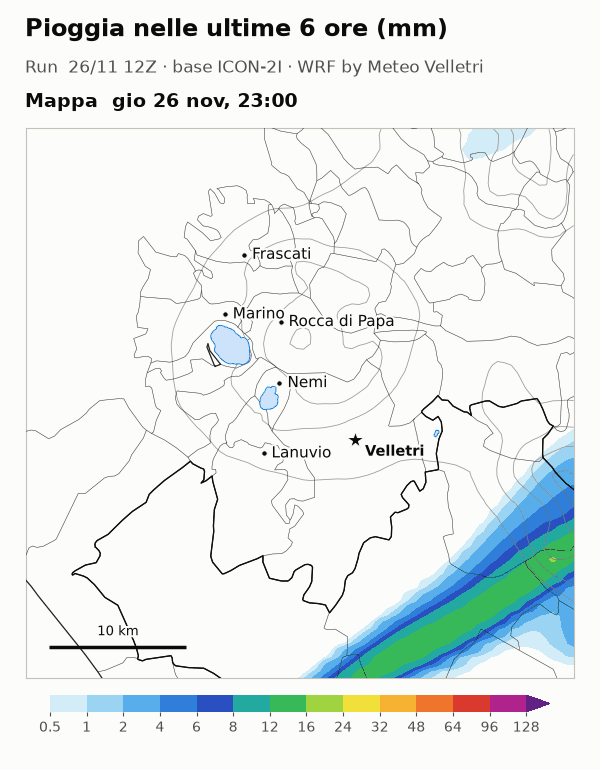 Pioggia nelle ultime 6 ore (mm)
Run  26/11 12Z · base ICON-2I · WRF by Meteo Velletri
Mappa  gio 26 nov, 23:00
Frascati
Marino
Rocca di Papa
Nemi
Velletri
Lanuvio
10 km
0.5 1 2 4 6 8 12 16 24 32 48 64 96 128